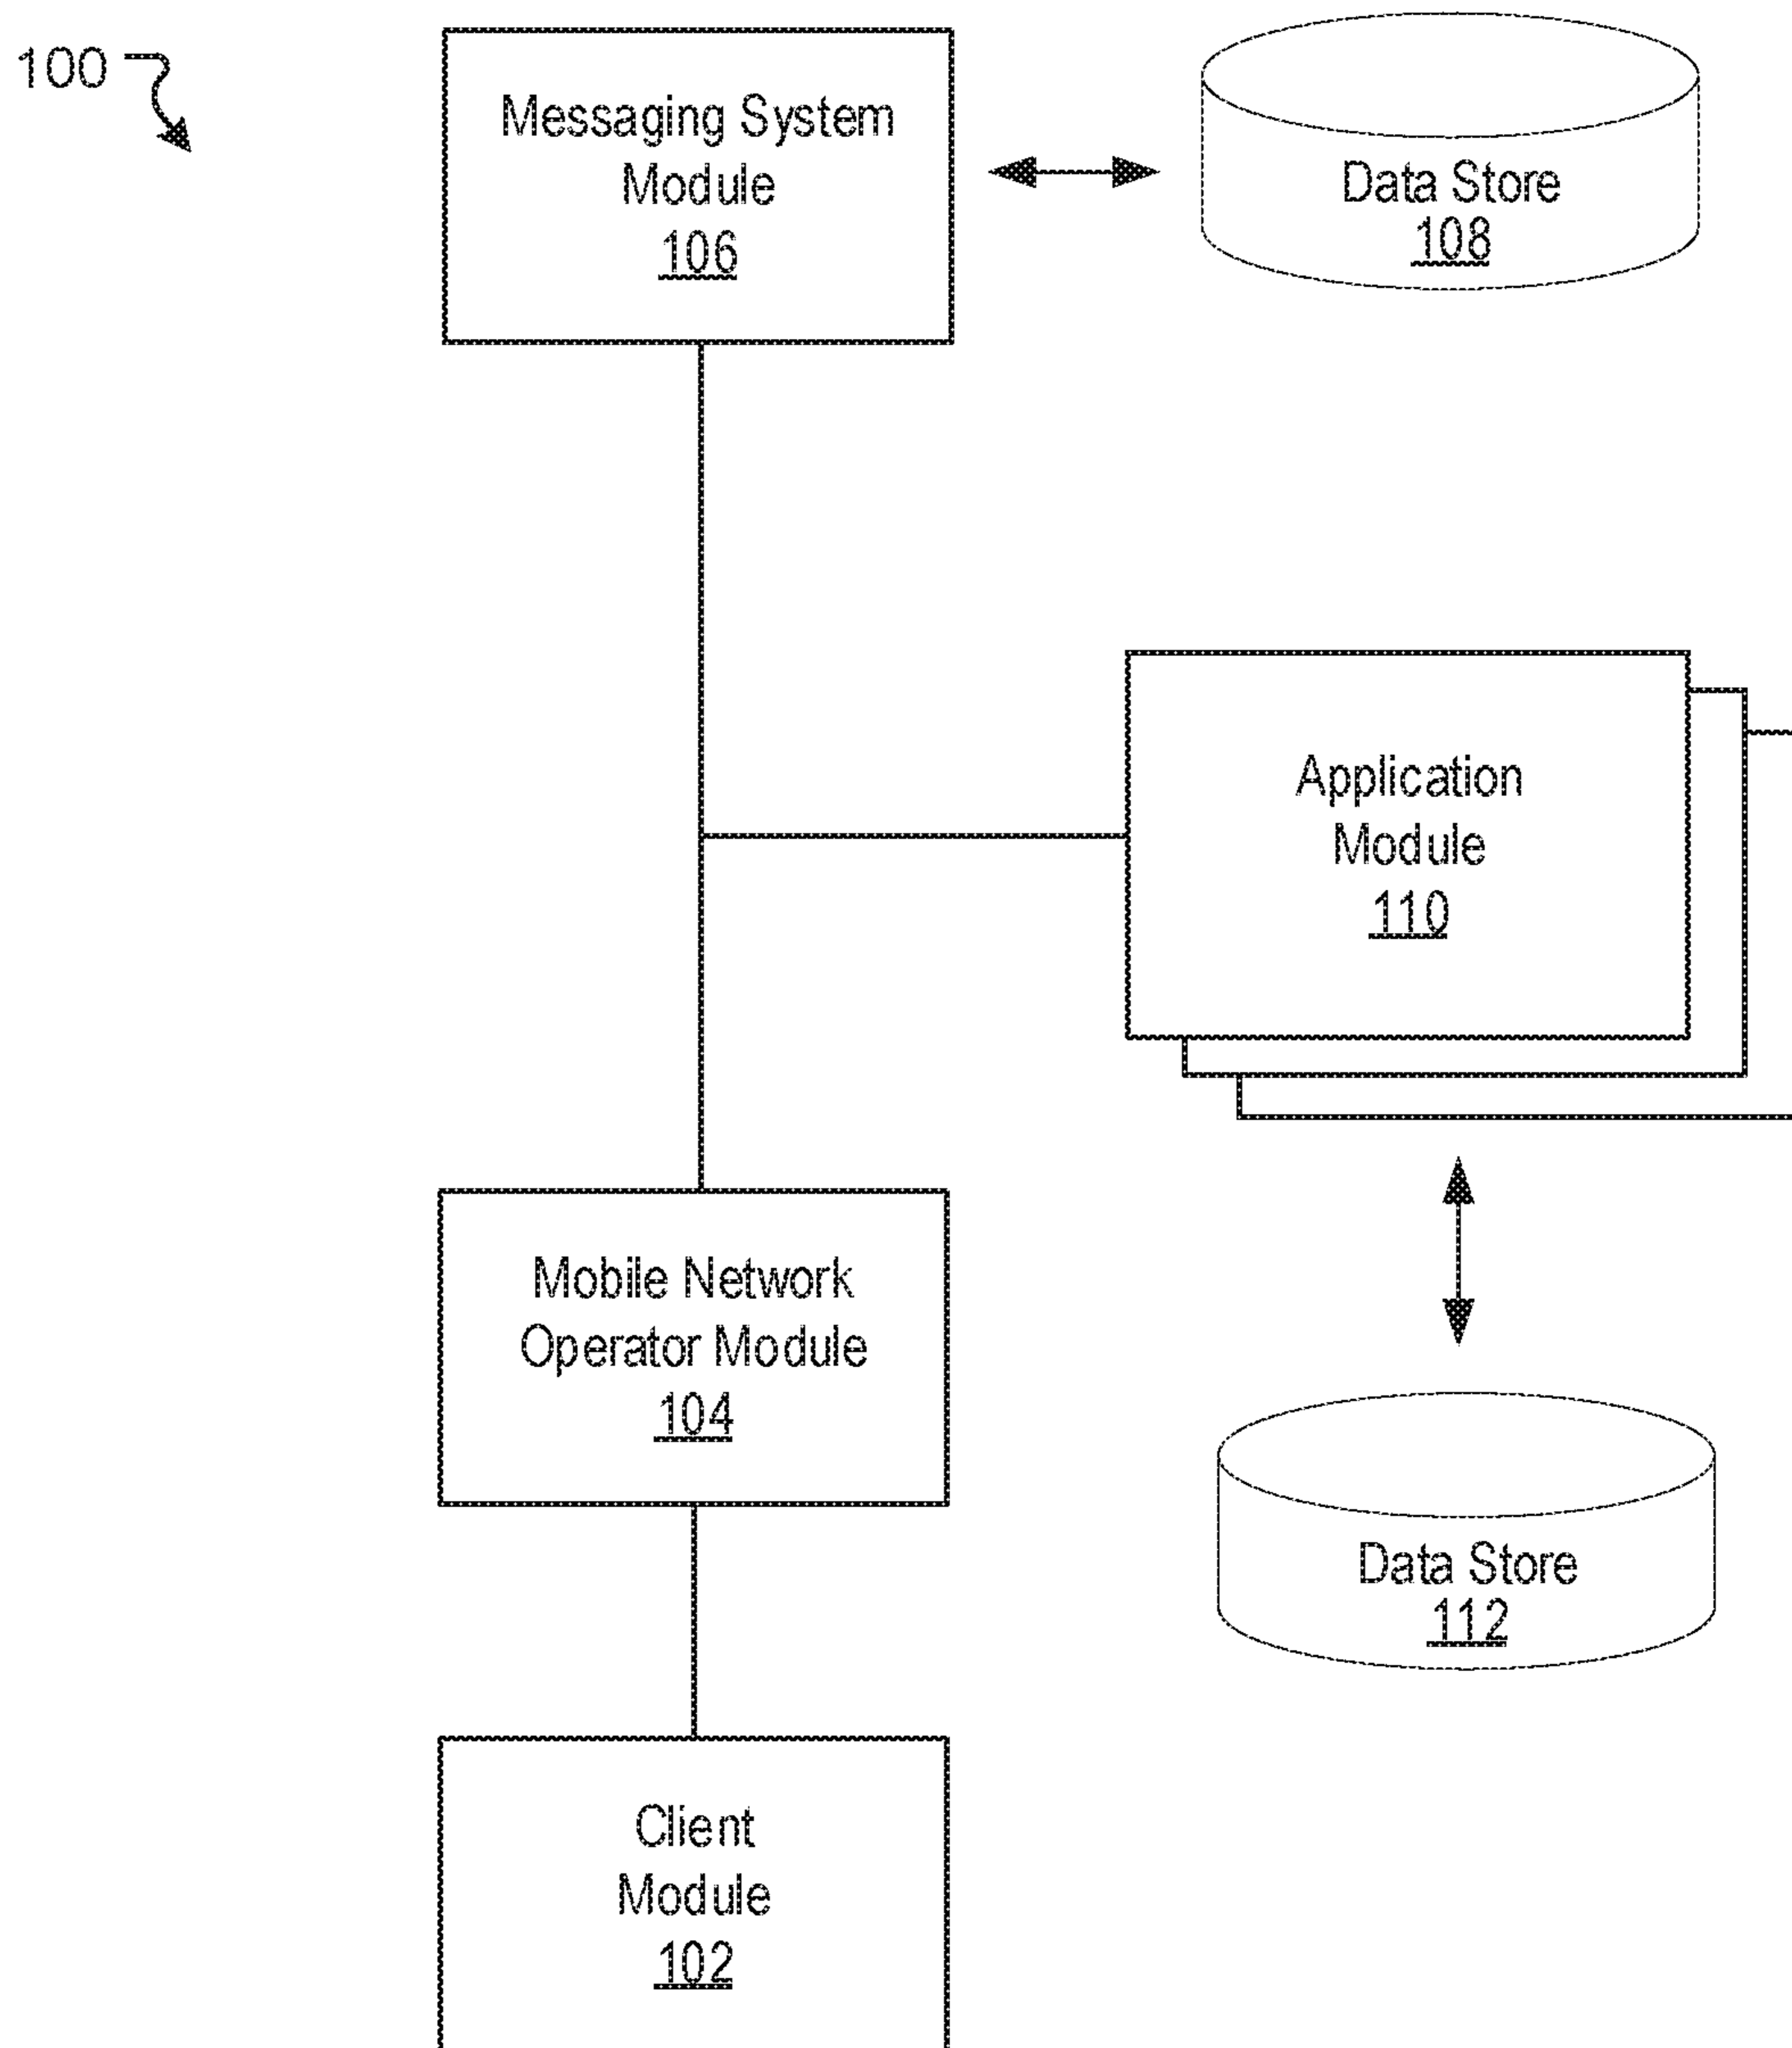 100
Messaging System
Module
106
Data Store
108
Application
Module
110
Mobile Network
Operator Module
104
Data Store
112
Client
Module
102